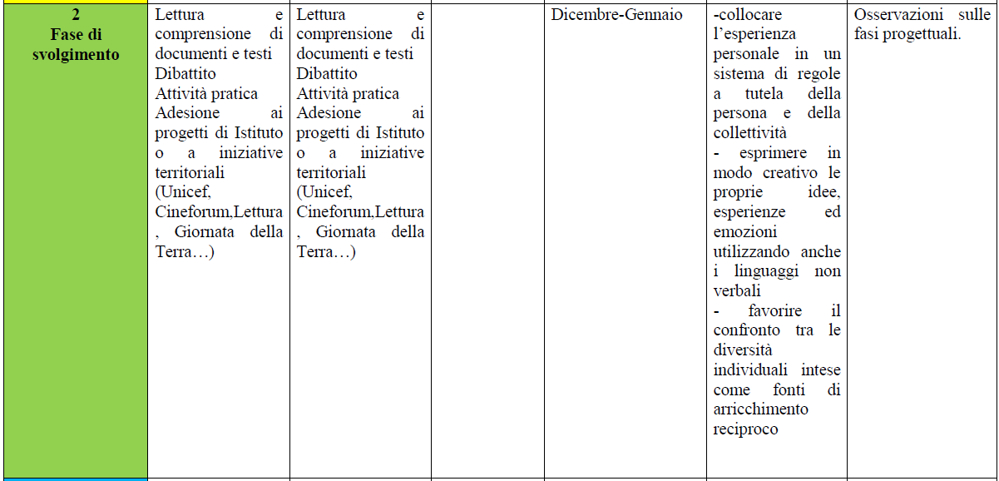 2
Fase di
svolgimento
Lettura e
comprensione di
documenti e testi
Dibattito
Attività pratica
Adesione ai
progetti di Istituto
o a iniziative
territoriali
(Unicef,
Cineforum,Lettura
, Giornata della
Terra…)
Lettura e
comprensione di
documenti e testi
Dibattito
Attività pratica
Adesione ai
progetti di Istituto
o a iniziative
territoriali
(Unicef,
Cineforum,Lettura
, Giornata della
Terra…)
Dicembre-Gennaio
-collocare
l’esperienza
personale in un
sistema di regole
a tutela della
persona e della
collettività
- esprimere in
modo creativo le
proprie idee,
esperienze ed
emozioni
utilizzando anche
i linguaggi non
verbali
- favorire il
confronto tra le
diversità
individuali intese
come fonti di
arricchimento
reciproco
Osservazioni sulle
fasi progettuali.